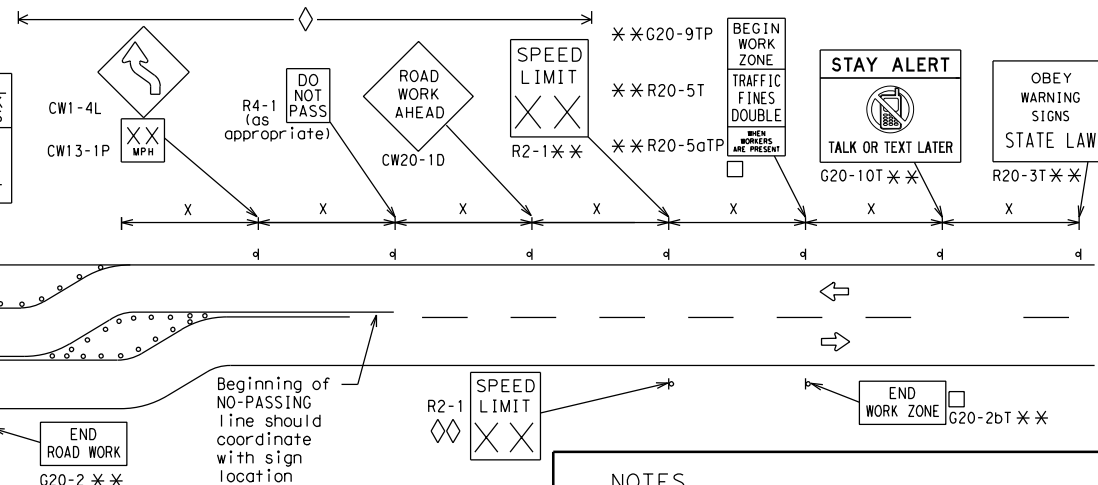 CW1-4L
CW13-1P
XX
MPH
R4-1
(as
appropriate)
DO
NOT
PASS
ROAD
WORK
AHEAD
CW20-1D
SPEED
LIMIT
XX
R2-1**
**G20-9TP
**R20-5T
**R20-5aTP
BEGIN
WORK
ZONE
TRAFFIC
FINES
DOUBLE
WHEN
WORKERS
ARE PRESENT
STAY ALERT
TALK OR TEXT LATER
G20-10T**
OBEY
WARNING
SIGNS
STATE LAW
R20-3T**
X X X X X X X
Beginning of
NO-PASSING
line should
coordinate
with sign
location
R2-1
SPEED
LIMIT
XX
END
WORK ZONE
G20-2bT**
END
ROAD WORK
G20-2**
NOTES